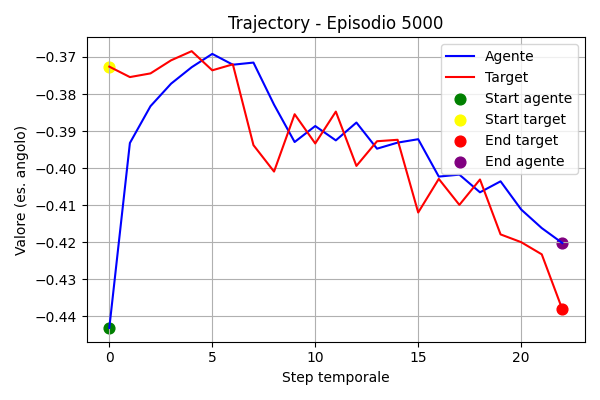 Trajectory - Episodio 5000
Valore (es. angolo)
−0.37
−0.38
−0.39
−0.40
−0.41
−0.42
−0.43
−0.44
Agente
Target
Start agente
Start target
End target
End agente
0
5
10
15
20
Step temporale